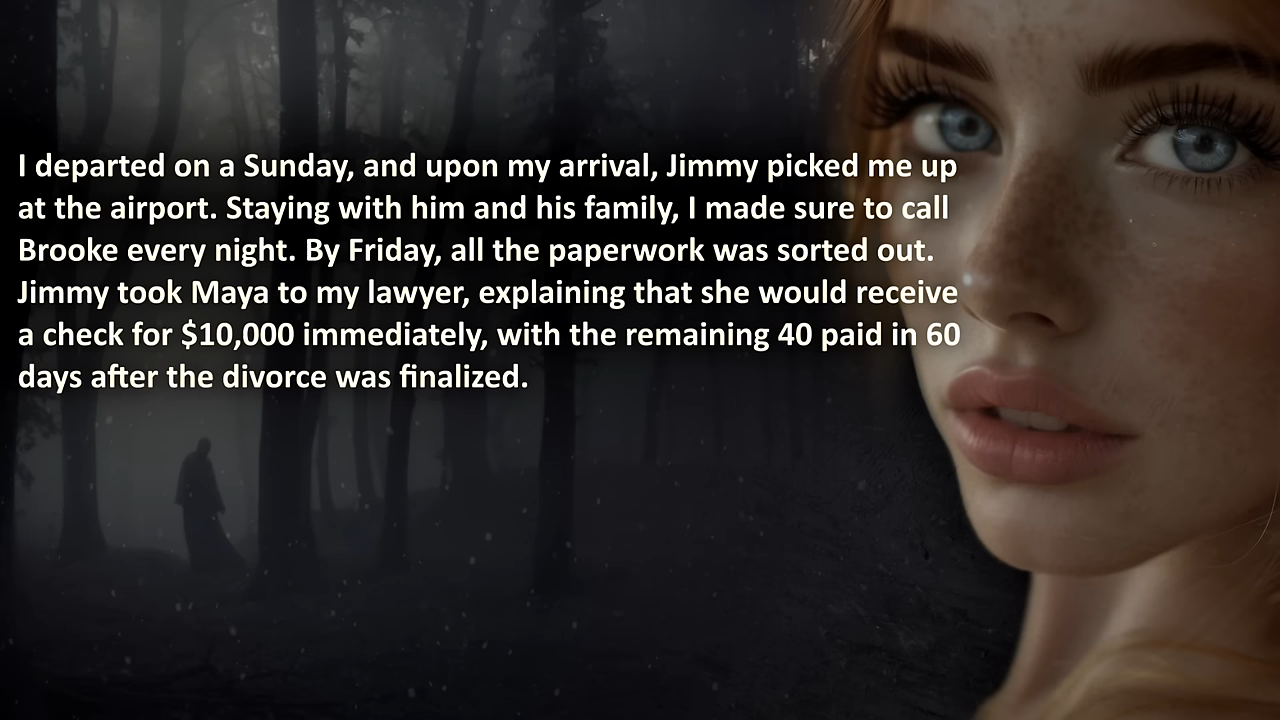 I departed on a Sunday, and upon my arrival, Jimmy picked me up
at the airport. Staying with him and his family, I made sure to call
Brooke every night. By Friday, all the paperwork was sorted out.
Jimmy took Maya to my lawyer, explaining that she would receive
a check for $10,000 immediately, with the remaining 40 paid in 60
days after the divorce was finalized.